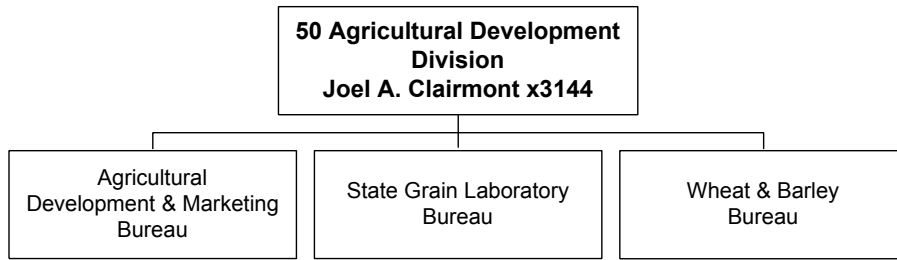 50 Agricultural Development
Division
Joel A. Clairmont x3144
Agricultural
Development & Marketing
Bureau
State Grain Laboratory
Bureau
Wheat & Barley
Bureau